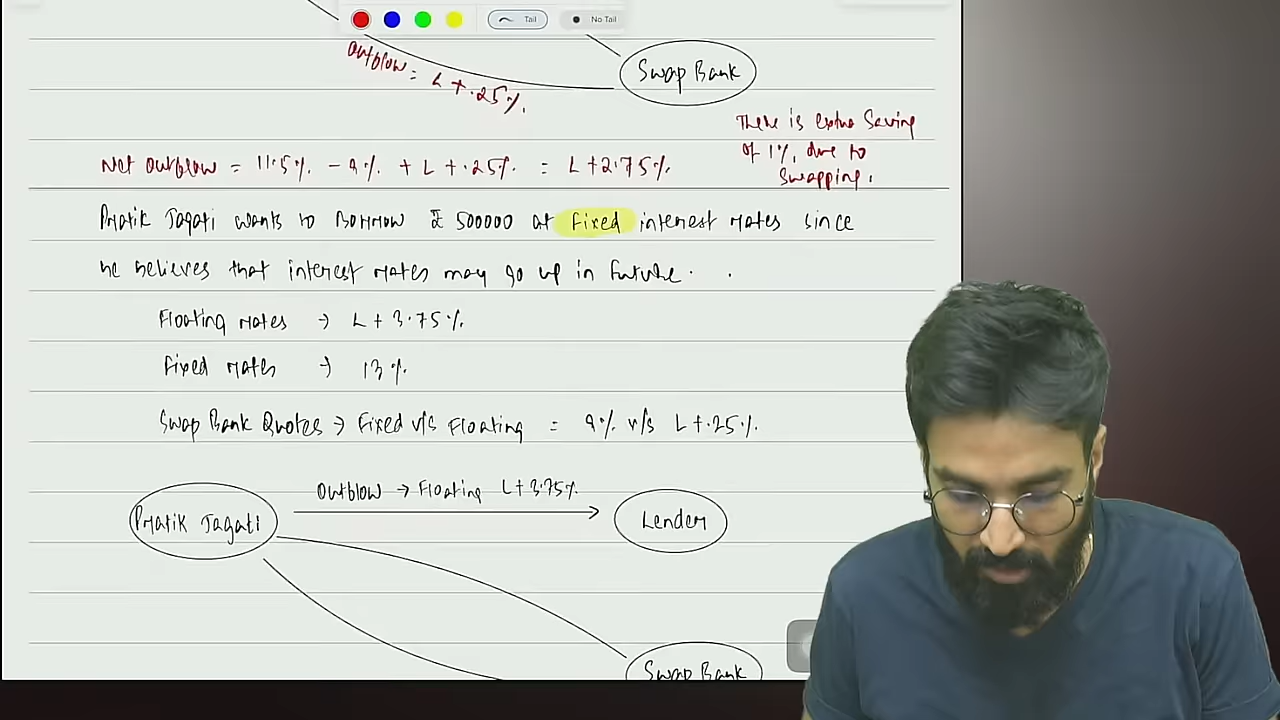 Tail
No Tail
Outflow = L + .25%.
Swap Bank
There is extra Saving
of 1%. due to
Swapping.
Net outflow = 11.5%. - 9%. + L + .25%. = L + 2.75%.
Pratik Jagati wants to Borrow ₹ 500000 at fixed interest rates since
he believes that interest rates may go up in future.
Floating rates → L + 3.75%.
Fixed rates → 13%.
Swap Bank Quotes → Fixed v/s Floating = 9%. v/s L + .25%.
Outflow → Floating L + 3.75%.
Pratik Jagati
Lender
Swap Bank